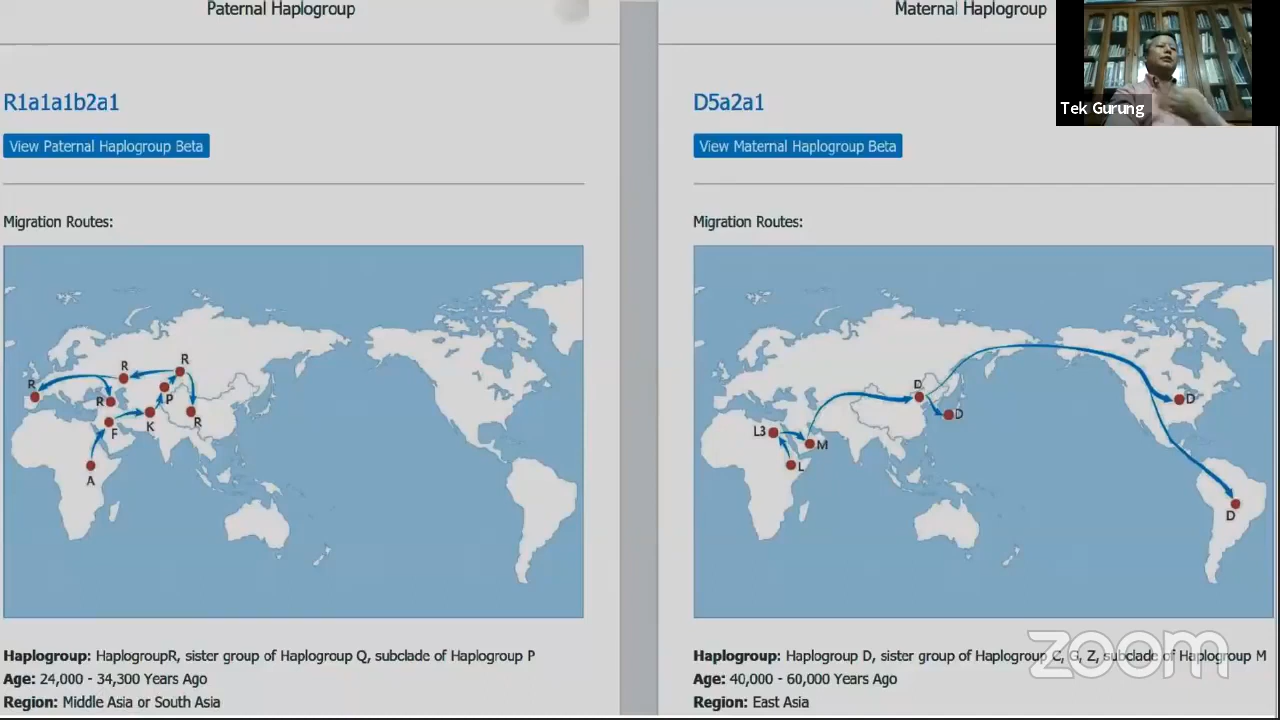 Paternal Haplogroup
R1a1a1b2a1
View Paternal Haplogroup Beta
Migration Routes:
R
R
R
R
P
R
F
K
A
Haplogroup: HaplogroupR, sister group of Haplogroup Q, subclade of Haplogroup P
Age: 24,000 - 34,300 Years Ago
Region: Middle Asia or South Asia
Maternal Haplogroup
D5a2a1
View Maternal Haplogroup Beta
Migration Routes:
D
D
D
L3
M
L
D
Haplogroup: Haplogroup D, sister group of Haplogroup C, G, Z, subclade of Haplogroup M
Age: 40,000 - 60,000 Years Ago
Region: East Asia
Tek Gurung
zoom